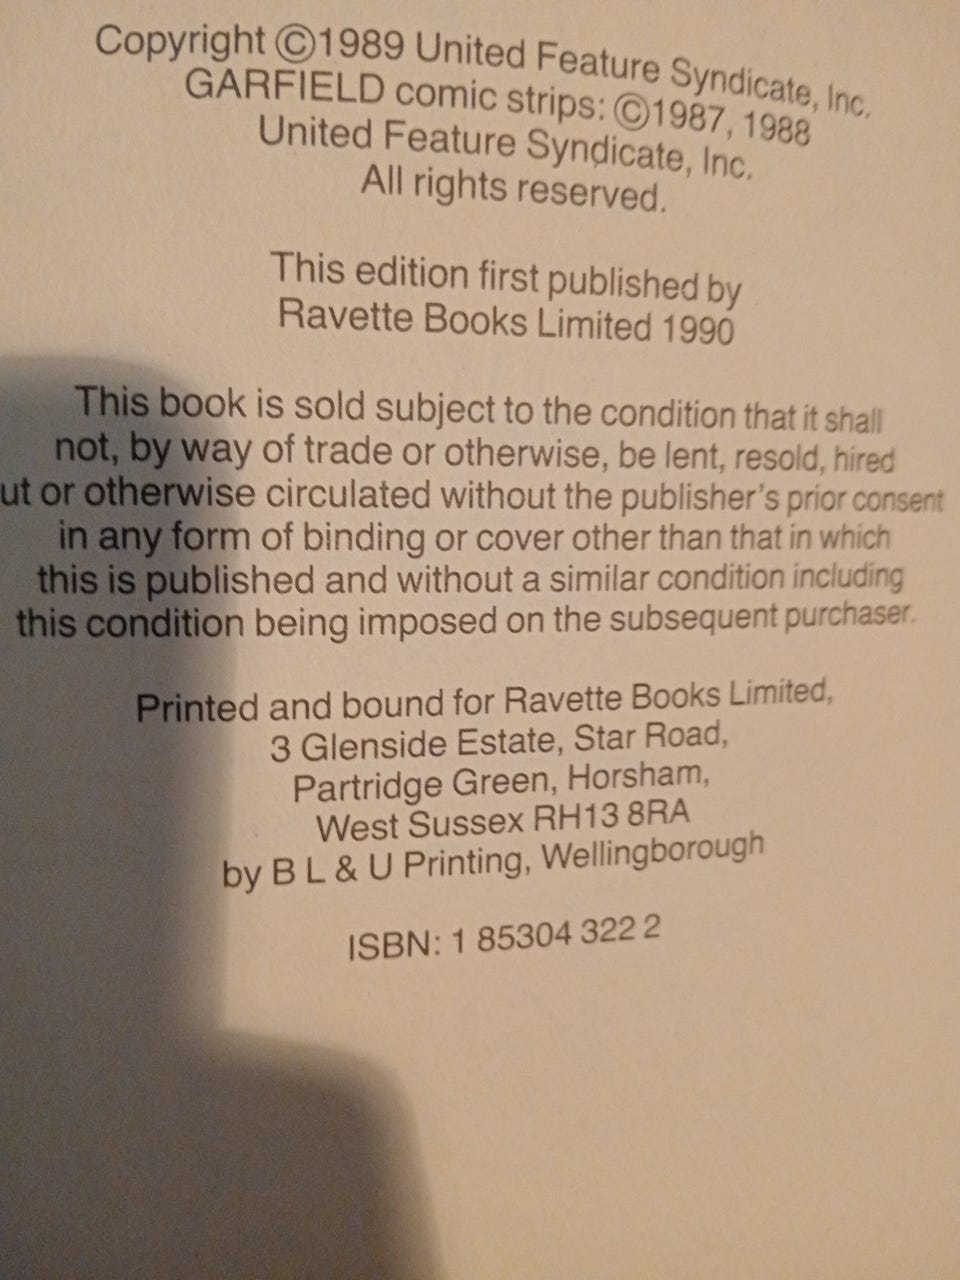 Copyright ©1989 United Feature Syndicate, Inc.
GARFIELD comic strips: ©1987, 1988
United Feature Syndicate, Inc.
All rights reserved.
This edition first published by
Ravette Books Limited 1990
This book is sold subject to the condition that it shall
not, by way of trade or otherwise, be lent, resold, hired
ut or otherwise circulated without the publisher's prior consent
in any form of binding or cover other than that in which
this is published and without a similar condition including
this condition being imposed on the subsequent purchaser.
Printed and bound for Ravette Books Limited,
3 Glenside Estate, Star Road,
Partridge Green, Horsham,
West Sussex RH13 8RA
by B L & U Printing, Wellingborough
ISBN: 1 85304 322 2